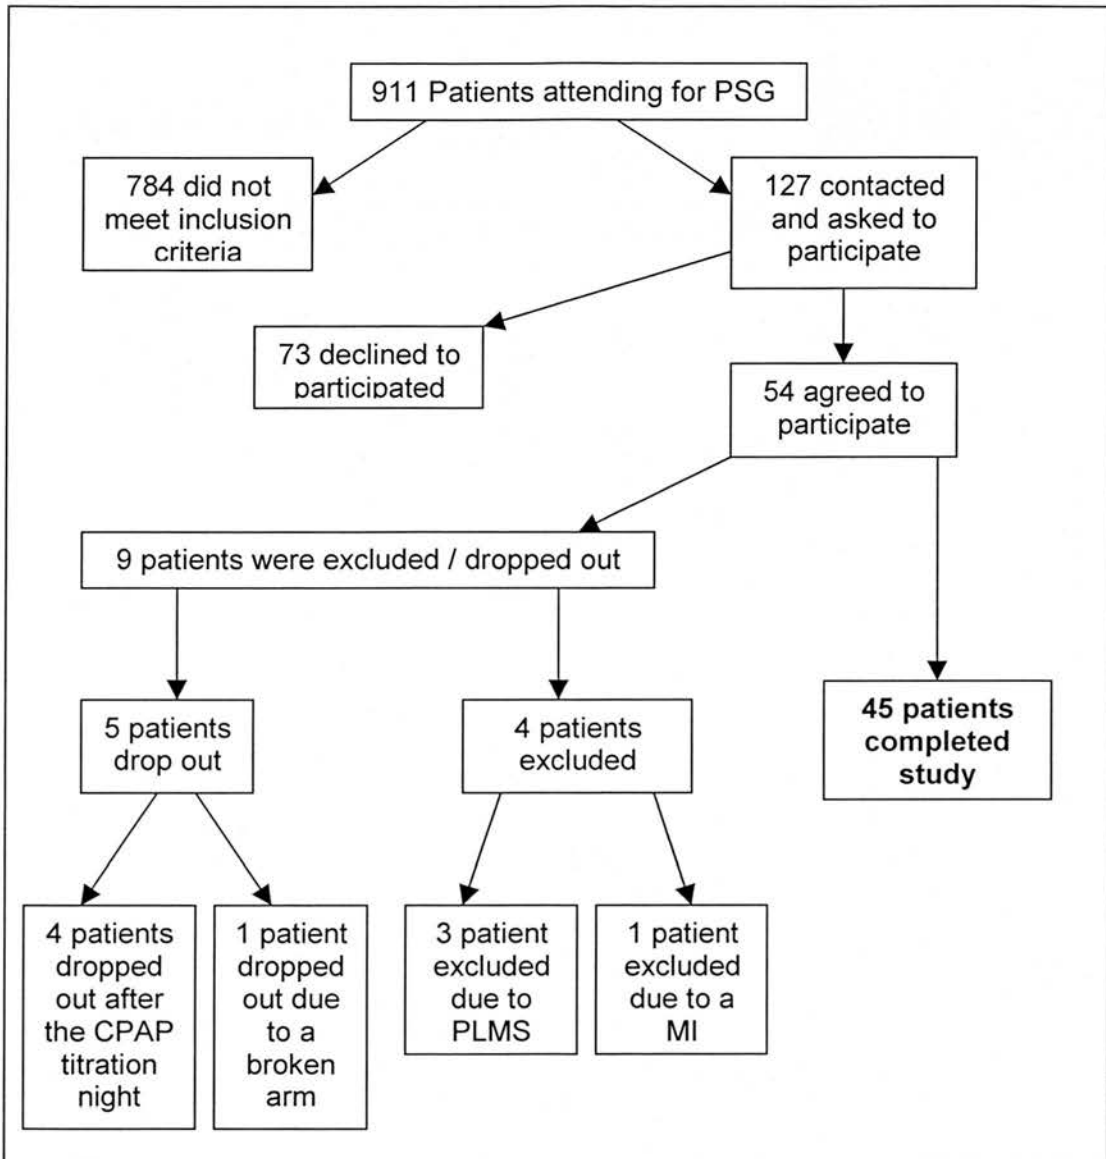 911 Patients attending for PSG
784 did not
meet inclusion
criteria
127 contacted
and asked to
participate
73 declined to
participated
54 agreed to
participate
9 patients were excluded / dropped out
5 patients
drop out
4 patients
excluded
45 patients
completed
study
4 patients
dropped
out after
the CPAP
titration
night
1 patient
dropped
out due
to a
broken
arm
3 patient
excluded
due to
PLMS
1 patient
excluded
due to a
MI